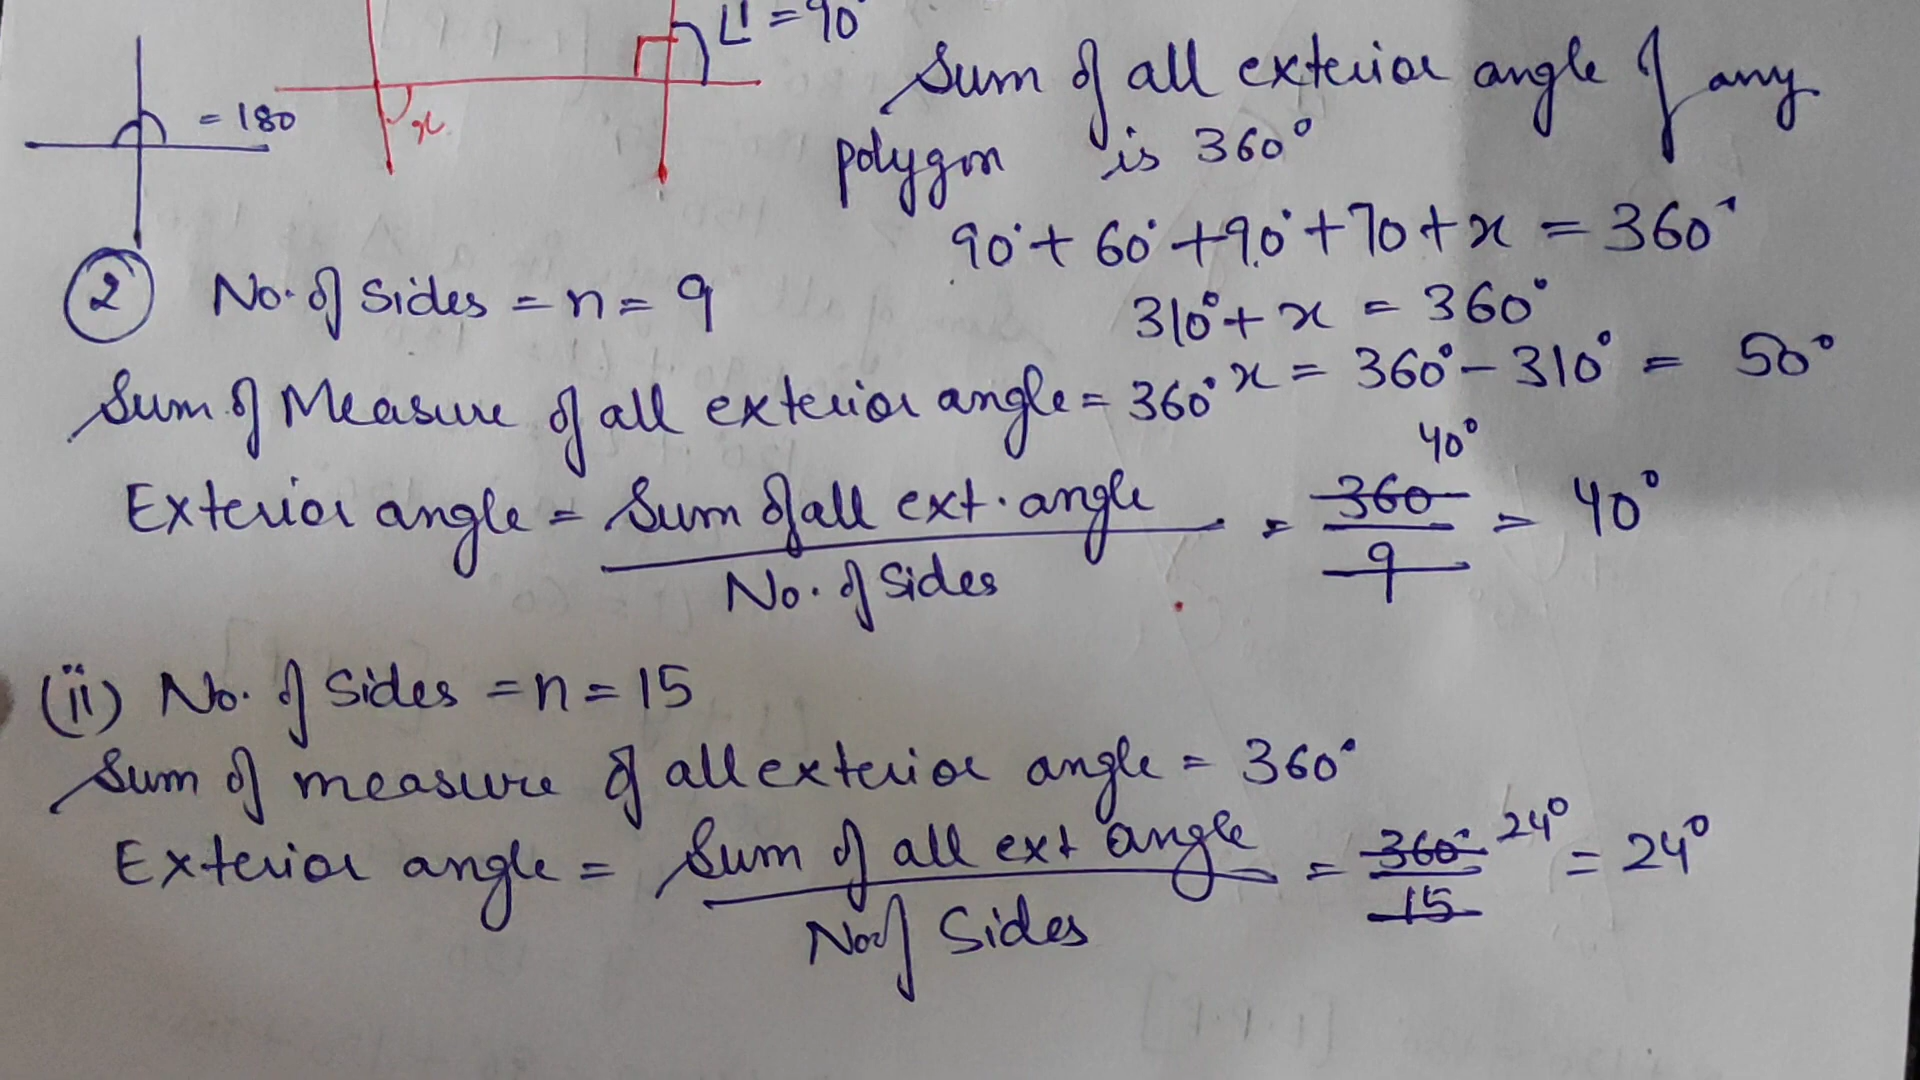 ∠1 = 90°
= 180
x
Sum of all exterior angle of any
polygon is 360°
90° + 60° + 90° + 70 + x = 360°
310° + x = 360°
x = 360° - 310° = 50°
② No. of sides = n = 9
Sum of Measure of all exterior angle = 360°
Exterior angle = Sum of all ext. angle / No. of sides = 360 / 9 40° = 40°
(ii) No. of sides = n = 15
Sum of measure of all exterior angle = 360°
Exterior angle = Sum of all ext angle / No of Sides = 360° / 15 24° = 24°